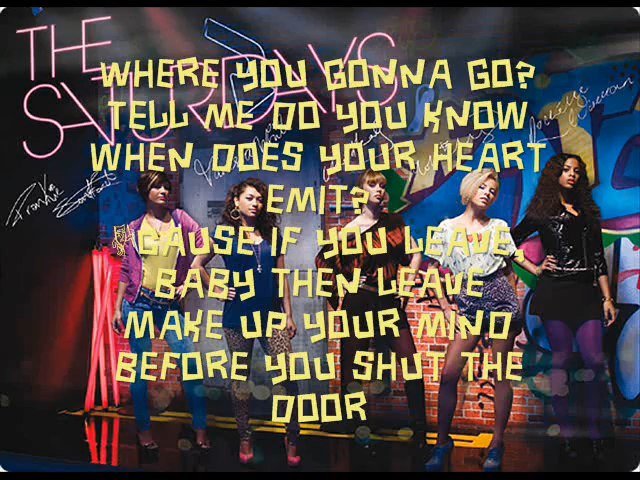 THE
SATURDAYS
WHERE YOU GONNA GO?
TELL ME DO YOU KNOW
WHEN DOES YOUR HEART
EMIT?
CAUSE IF YOU LEAVE,
BABY THEN LEAVE
MAKE UP YOUR MIND
BEFORE YOU SHUT THE
DOOR
Frankie